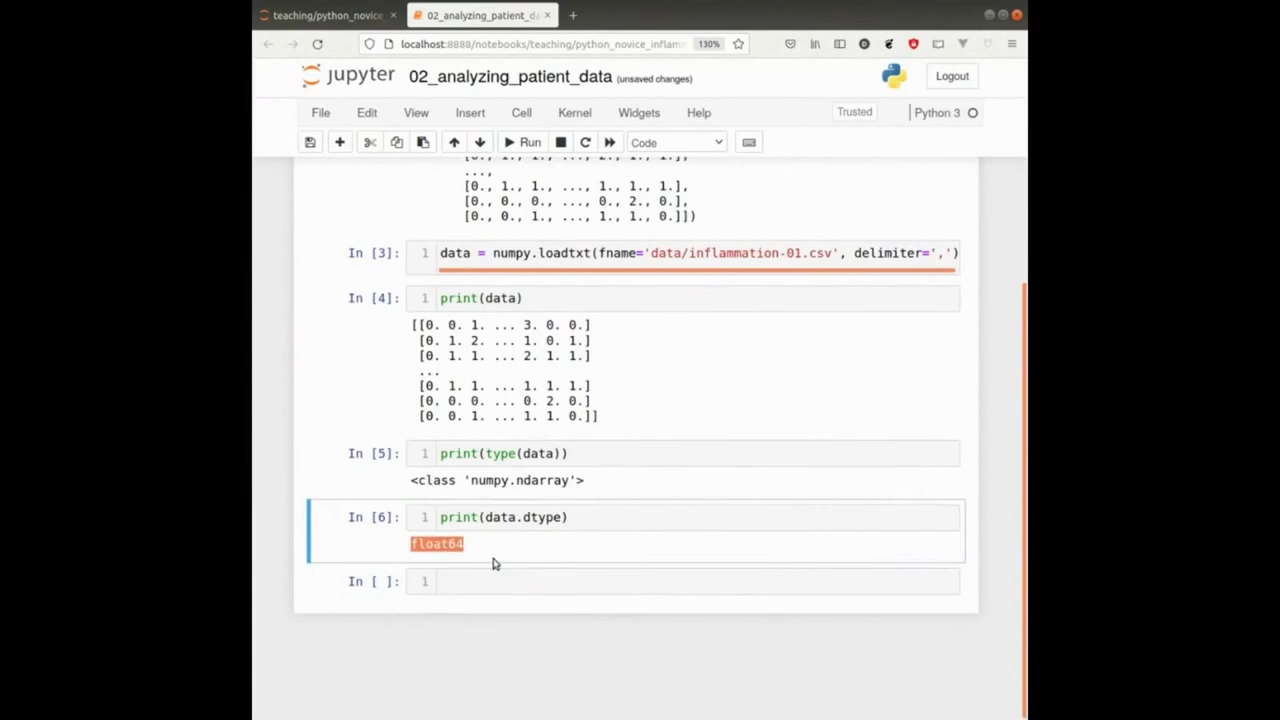 teaching/python_novice
02_analyzing_patient_da
localhost:8888/notebooks/teaching/python_novice_inflamm
130%
jupyter
02_analyzing_patient_data (unsaved changes)
Logout
File Edit View Insert Cell Kernel Widgets Help
Trusted
Python 3
Run
Code
...,
[0., 1., 1., ..., 1., 1., 1.],
[0., 0., 0., ..., 0., 2., 0.],
[0., 0., 1., ..., 1., 1., 0.]])
In [3]: 1 data = numpy.loadtxt(fname='data/inflammation-01.csv', delimiter=',')
In [4]: 1 print(data)
[[0. 0. 1. ... 3. 0. 0.]
[0. 1. 2. ... 1. 0. 1.]
[0. 1. 1. ... 2. 1. 1.]
...
[0. 1. 1. ... 1. 1. 1.]
[0. 0. 0. ... 0. 2. 0.]
[0. 0. 1. ... 1. 1. 0.]]
In [5]: 1 print(type(data))
<class 'numpy.ndarray'>
In [6]: 1 print(data.dtype)
float64
In [ ]: 1